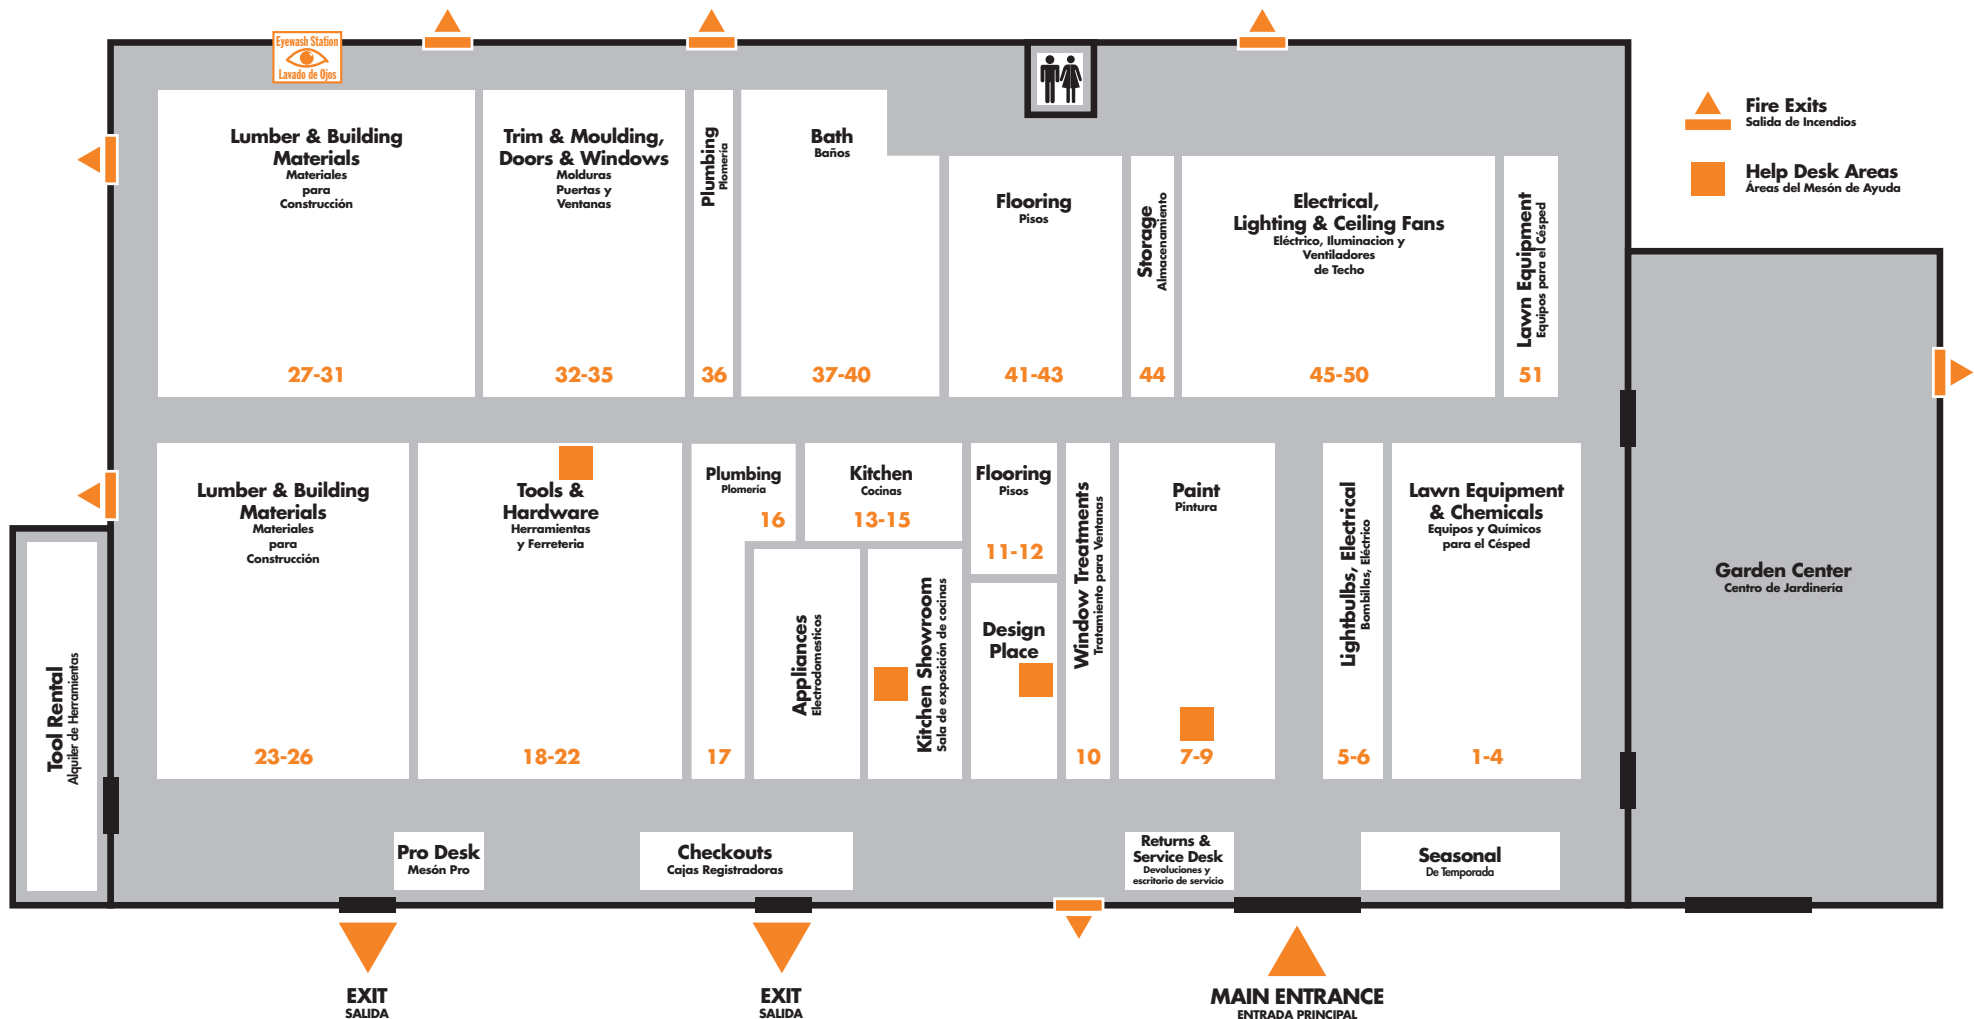 Eyewash Station
Lavado de Ojos
Fire Exits
Salida de Incendios
Help Desk Areas
Áreas del Mesón de Ayuda
Lumber & Building
Materials
Materiales
para
Construcción
27-31
Trim & Moulding,
Doors & Windows
Molduras
Puertas y
Ventanas
32-35
Plumbing
Plomería
36
Bath
Baños
37-40
Flooring
Pisos
41-43
Storage
Almacenamiento
44
Electrical,
Lighting & Ceiling Fans
Eléctrico, Iluminacion y
Ventiladores
de Techo
45-50
Lawn Equipment
Equipos para el Césped
51
Lumber & Building
Materials
Materiales
para
Construcción
23-26
Tools &
Hardware
Herramientas
y Ferreteria
18-22
Plumbing
Plomería
16
17
Kitchen
Cocinas
13-15
Appliances
Electrodomesticos
Kitchen Showroom
Sala de exposición de cocinas
Flooring
Pisos
11-12
Design
Place
Window Treatments
Tratamiento para Ventanas
10
Paint
Pintura
7-9
Lightbulbs, Electrical
Bombillas, Eléctrico
5-6
Lawn Equipment
& Chemicals
Equipos y Químicos
para el Césped
1-4
Garden Center
Centro de Jardinería
Tool Rental
Alquiler de Herramientas
Pro Desk
Mesón Pro
Checkouts
Cajas Registradoras
Returns &
Service Desk
Devoluciones y
escritorio de servicio
Seasonal
De Temporada
EXIT
SALIDA
EXIT
SALIDA
MAIN ENTRANCE
ENTRADA PRINCIPAL